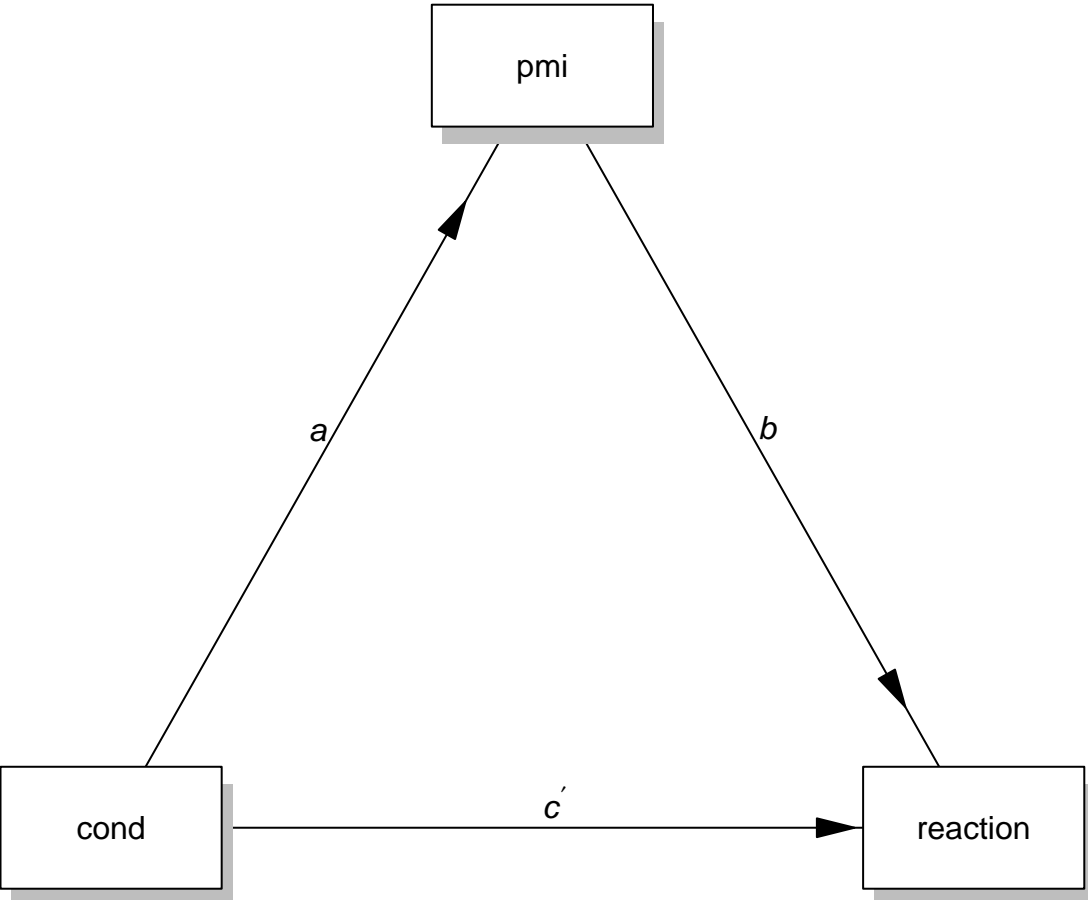 pmi
a
b
c′
cond
reaction